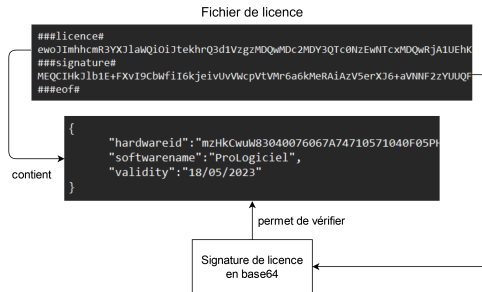 Fichier de licence
###licence#
ewoJImhhcmR3YXJlaWQiOiJtekhrQ3d1VzgzMDQwMDc2MDY3QTc0NzEwNTcxMDQwRjA1UEhK
###signature#
MEQCIHkJlb1E+FXvI9CbWfiI6kjeivUvVWcpVtVMr6a6kMeRAiAzV5erXJ6+aVNNF2zYUUQF
###eof#
{
"hardwareid":"mzHkCwuW83040076067A74710571040F05PH
"softwarename":"ProLogiciel",
"validity":"18/05/2023"
}
contient
permet de vérifier
Signature de licence
en base64